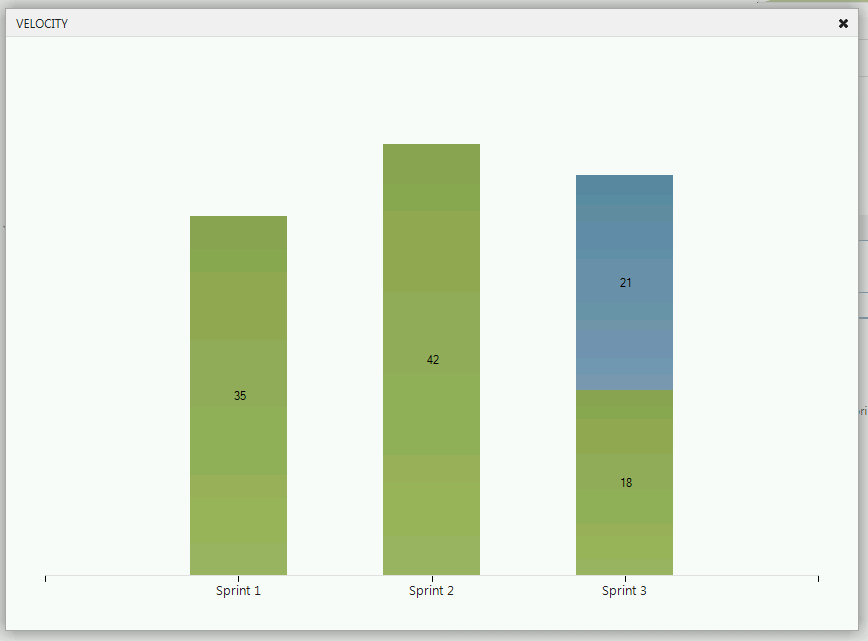 VELOCITY
21
42
35
18
Sprint 1
Sprint 2
Sprint 3